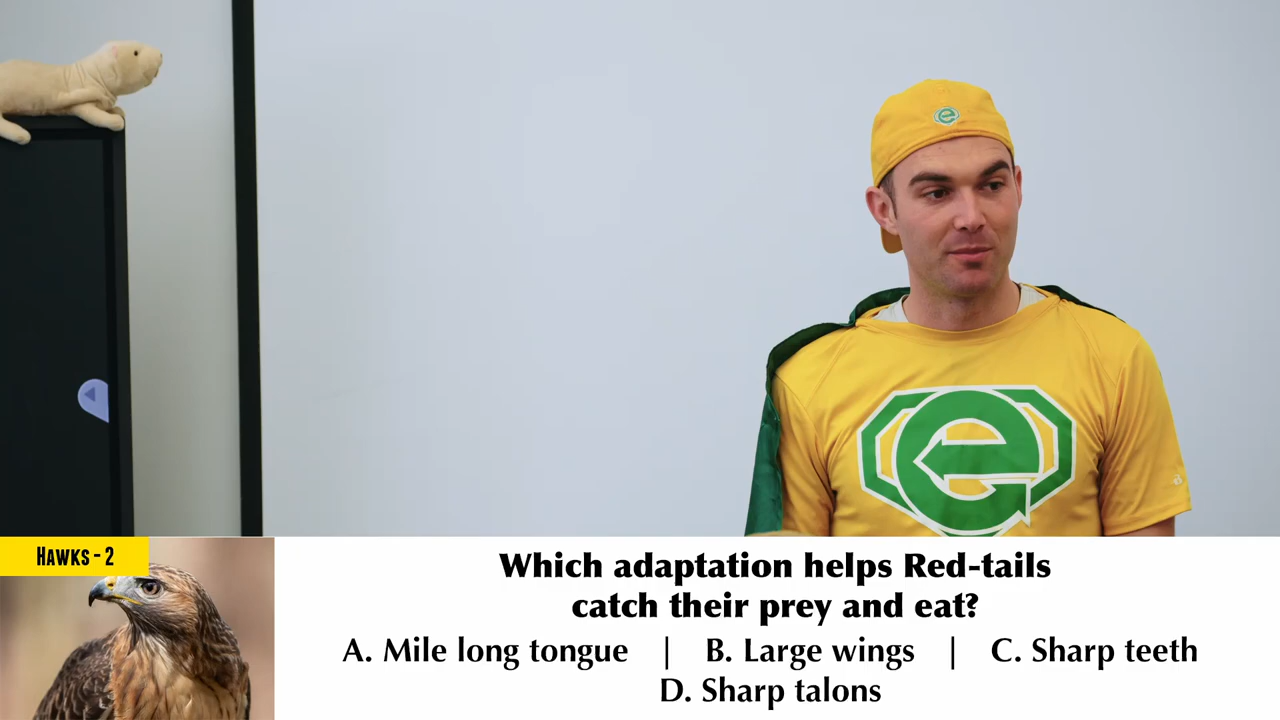 e
e
HAWKS - 2
Which adaptation helps Red-tails
catch their prey and eat?
A. Mile long tongue | B. Large wings | C. Sharp teeth
D. Sharp talons